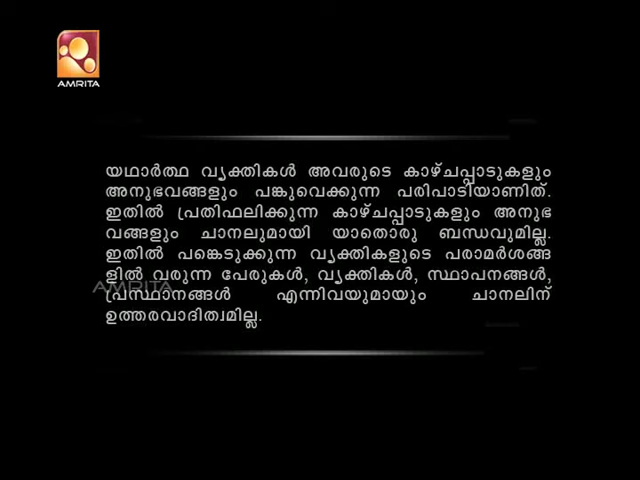 AMRITA
യഥാർത്ഥ വ്യക്തികൾ അവരുടെ കാഴ്ചപ്പാടുകളും
അനുഭവങ്ങളും പങ്കുവെക്കുന്ന പരിപാടിയാണിത്.
ഇതിൽ പ്രതിഫലിക്കുന്ന കാഴ്ചപ്പാടുകളും അനുഭ
വങ്ങളും ചാനലുമായി യാതൊരു ബന്ധവുമില്ല.
ഇതിൽ പങ്കെടുക്കുന്ന വ്യക്തികളുടെ പരാമർശങ്ങ
ളിൽ വരുന്ന പേരുകൾ, വ്യക്തികൾ, സ്ഥാപനങ്ങൾ,
AMRITA
പ്രസ്ഥാനങ്ങൾ എന്നിവയുമായും ചാനലിന്
ഉത്തരവാദിത്വമില്ല.